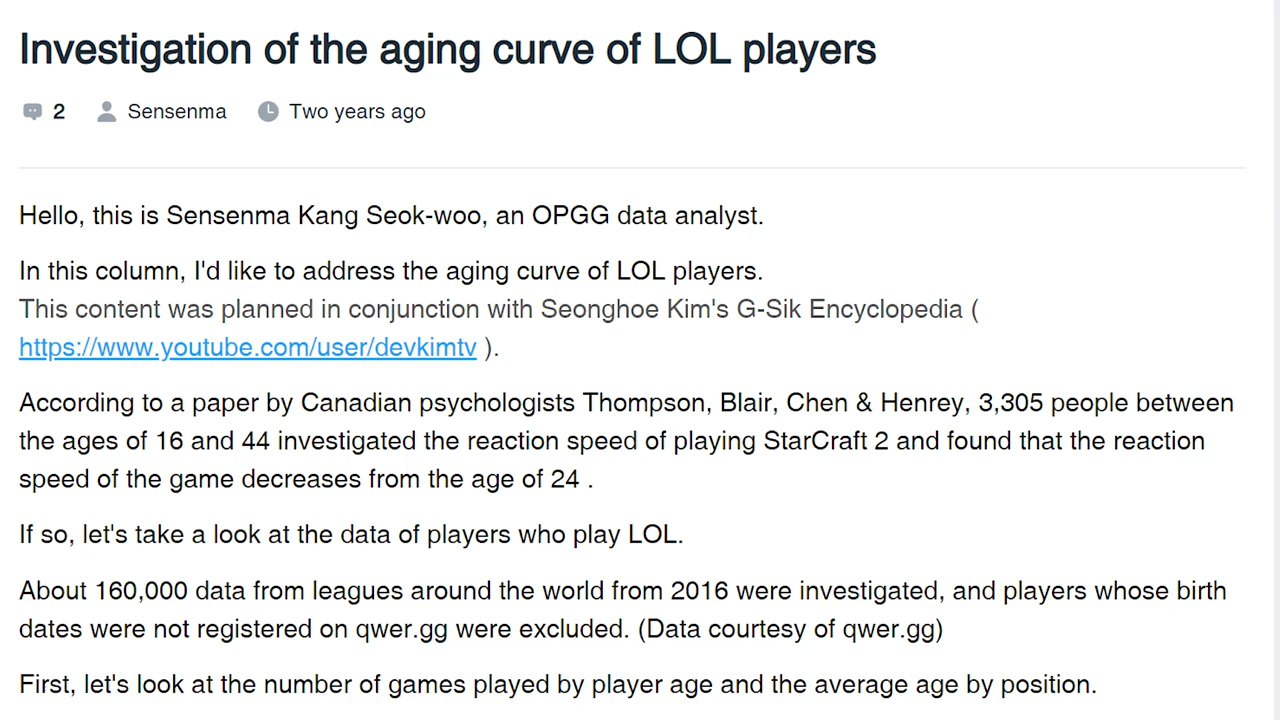 Investigation of the aging curve of LOL players
2 Sensenma Two years ago
Hello, this is Sensenma Kang Seok-woo, an OPGG data analyst.
In this column, I'd like to address the aging curve of LOL players.
This content was planned in conjunction with Seonghoe Kim's G-Sik Encyclopedia (
https://www.youtube.com/user/devkimtv ).
According to a paper by Canadian psychologists Thompson, Blair, Chen & Henrey, 3,305 people between
the ages of 16 and 44 investigated the reaction speed of playing StarCraft 2 and found that the reaction
speed of the game decreases from the age of 24 .
If so, let's take a look at the data of players who play LOL.
About 160,000 data from leagues around the world from 2016 were investigated, and players whose birth
dates were not registered on qwer.gg were excluded. (Data courtesy of qwer.gg)
First, let's look at the number of games played by player age and the average age by position.